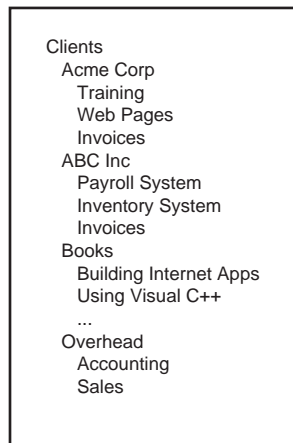 Clients
Acme Corp
Training
Web Pages
Invoices
ABC Inc
Payroll System
Inventory System
Invoices
Books
Building Internet Apps
Using Visual C++
...
Overhead
Accounting
Sales